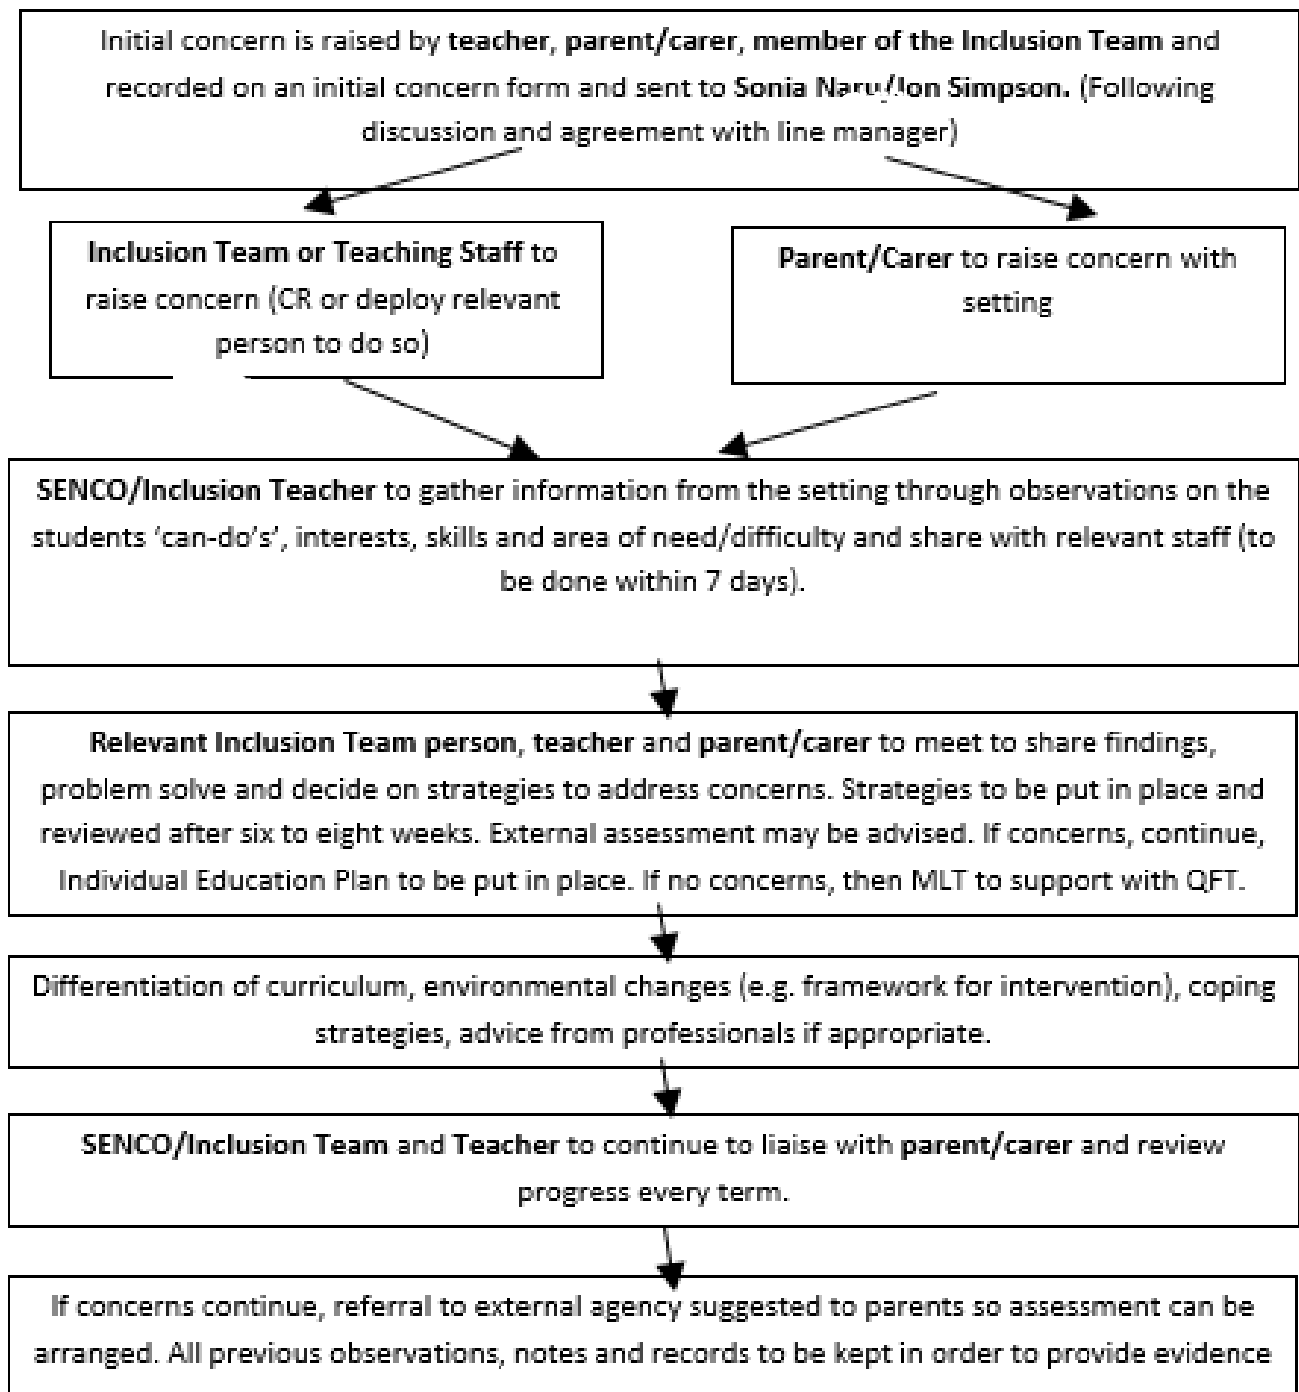 Initial concern is raised by teacher, parent/carer, member of the Inclusion Team and
recorded on an initial concern form and sent to Sonia Naru/Jon Simpson. (Following
discussion and agreement with line manager)
Inclusion Team or Teaching Staff to
raise concern (CR or deploy relevant
person to do so)
Parent/Carer to raise concern with
setting
SENCO/Inclusion Teacher to gather information from the setting through observations on the
students ‘can-do’s’, interests, skills and area of need/difficulty and share with relevant staff (to
be done within 7 days).
Relevant Inclusion Team person, teacher and parent/carer to meet to share findings,
problem solve and decide on strategies to address concerns. Strategies to be put in place and
reviewed after six to eight weeks. External assessment may be advised. If concerns, continue,
Individual Education Plan to be put in place. If no concerns, then MLT to support with QFT.
Differentiation of curriculum, environmental changes (e.g. framework for intervention), coping
strategies, advice from professionals if appropriate.
SENCO/Inclusion Team and Teacher to continue to liaise with parent/carer and review
progress every term.
If concerns continue, referral to external agency suggested to parents so assessment can be
arranged. All previous observations, notes and records to be kept in order to provide evidence